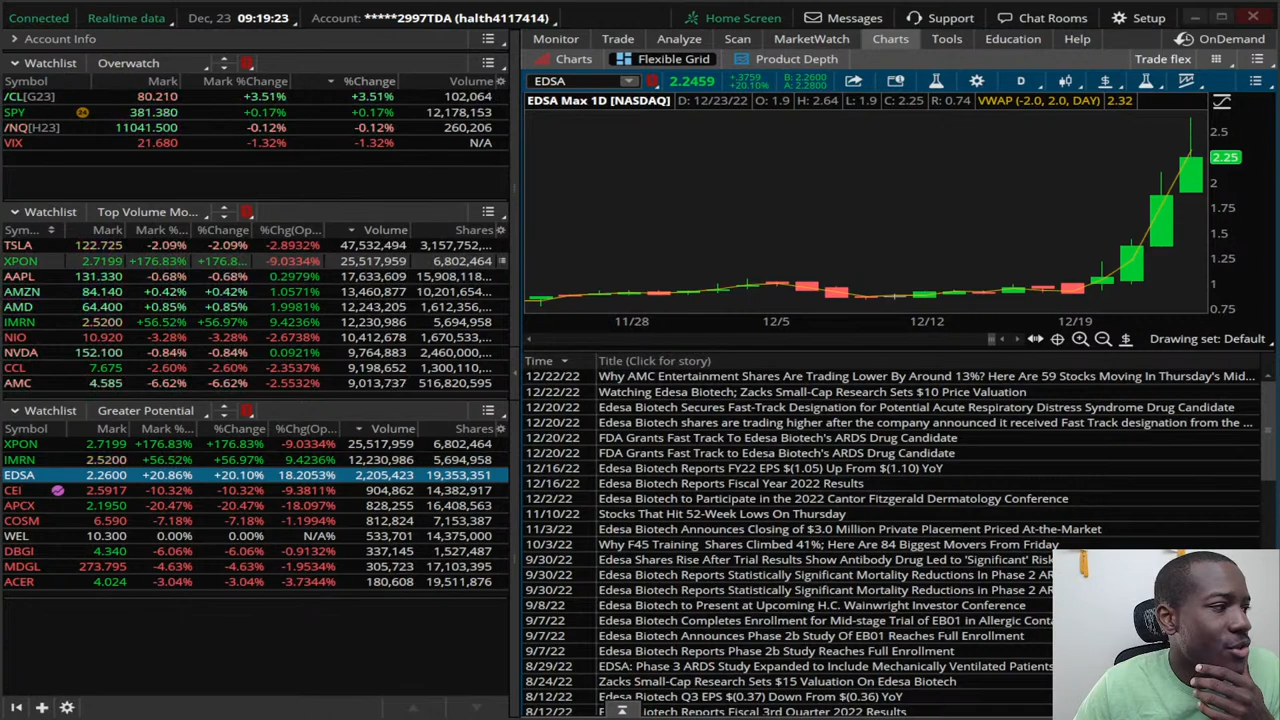 Connected Realtime data Dec, 23 09:19:23 Account: *****2997TDA (halth4117414) Home Screen Messages Support Chat Rooms Setup
Account Info
Monitor Trade Analyze Scan MarketWatch Charts Tools Education Help OnDemand
Watchlist Overwatch
Charts Flexible Grid Product Depth Trade flex
Symbol Mark Mark %Change %Change Volume
/CL[G23] 80.210 +3.51% +3.51% 102,064
SPY 24 381.380 +0.17% +0.17% 12,178,153
/NQ[H23] 11041.500 -0.12% -0.12% 260,206
VIX 21.680 -1.32% -1.32% N/A
EDSA 2.2459 +.3759 +20.10% B: 2.2600 A: 2.2800 D
EDSA Max 1D [NASDAQ] D: 12/23/22 O: 1.9 H: 2.64 L: 1.9 C: 2.25 R: 0.74 VWAP (-2.0, 2.0, DAY) 2.32
2.5
2.25
2
1.75
1.5
1.25
1
0.75
11/28 12/5 12/12 12/19
Drawing set: Default
Watchlist Top Volume Mo...
Sym... Mark Mark %... %Change %Chg(Op... Volume Shares
TSLA 122.725 -2.09% -2.09% -2.8932% 47,532,494 3,157,752,...
XPON 2.7199 +176.83% +176.8... -9.0334% 25,517,959 6,802,464
AAPL 131.330 -0.68% -0.68% 0.2979% 17,633,609 15,908,118...
AMZN 84.140 +0.42% +0.42% 1.0571% 13,460,877 10,201,654...
AMD 64.400 +0.85% +0.85% 1.9981% 12,243,205 1,612,356,...
IMRN 2.5200 +56.52% +56.97% 9.4236% 12,230,986 5,694,958
NIO 10.920 -3.28% -3.28% -2.6738% 10,412,678 1,670,533,...
NVDA 152.100 -0.84% -0.84% 0.0921% 9,764,883 2,460,000,...
CCL 7.675 -2.60% -2.60% -2.3537% 9,198,652 1,300,110,...
AMC 4.585 -6.62% -6.62% -2.5532% 9,013,737 516,820,595
Watchlist Greater Potential
Symbol Mark Mark %... %Change %Chg(Op... Volume Shares
XPON 2.7199 +176.83% +176.83% -9.0334% 25,517,959 6,802,464
IMRN 2.5200 +56.52% +56.97% 9.4236% 12,230,986 5,694,958
EDSA 2.2600 +20.86% +20.10% 18.2053% 2,205,423 19,353,351
CEI 2.5917 -10.32% -10.32% -9.3811% 904,862 14,382,917
APCX 2.1950 -20.47% -20.47% -18.097% 828,255 16,408,563
COSM 6.590 -7.18% -7.18% -1.1994% 812,824 7,153,387
WEL 10.300 0.00% 0.00% N/A% 533,701 14,375,000
DBGI 4.340 -6.06% -6.06% -0.9132% 337,145 1,527,487
MDGL 273.795 -4.63% -4.63% -1.9534% 305,723 17,103,395
ACER 4.024 -3.04% -3.04% -3.7344% 180,608 19,511,876
Time Title (Click for story)
12/22/22 Why AMC Entertainment Shares Are Trading Lower By Around 13%? Here Are 59 Stocks Moving In Thursday's Mid...
12/22/22 Watching Edesa Biotech; Zacks Small-Cap Research Sets $10 Price Valuation
12/20/22 Edesa Biotech Secures Fast-Track Designation for Potential Acute Respiratory Distress Syndrome Drug Candidate
12/20/22 Edesa Biotech shares are trading higher after the company announced it received Fast Track designation from the ...
12/20/22 FDA Grants Fast Track To Edesa Biotech's ARDS Drug Candidate
12/20/22 FDA Grants Fast Track To Edesa Biotech's ARDS Drug Candidate
12/16/22 Edesa Biotech Reports FY22 EPS $(1.05) Up From $(1.10) YoY
12/16/22 Edesa Biotech Reports Fiscal Year 2022 Results
12/2/22 Edesa Biotech to Participate in the 2022 Cantor Fitzgerald Dermatology Conference
11/10/22 Stocks That Hit 52-Week Lows On Thursday
11/3/22 Edesa Biotech Announces Closing of $3.0 Million Private Placement Priced At-the-Market
10/3/22 Why F45 Training Shares Climbed 41%; Here Are 84 Biggest Movers From Friday
9/30/22 Edesa Shares Rise After Trial Results Show Antibody Drug Led to 'Significant' Risk
9/30/22 Edesa Biotech Reports Statistically Significant Mortality Reductions in Phase 2 AR
9/30/22 Edesa Biotech Reports Statistically Significant Mortality Reductions in Phase 2 AR
9/8/22 Edesa Biotech to Present at Upcoming H.C. Wainwright Investor Conference
9/7/22 Edesa Biotech Completes Enrollment for Mid-stage Trial of EB01 in Allergic Conta
9/7/22 Edesa Biotech Announces Phase 2b Study Of EB01 Reaches Full Enrollment
9/7/22 Edesa Biotech Reports Phase 2b Study Reaches Full Enrollment
8/29/22 EDSA: Phase 3 ARDS Study Expanded to Include Mechanically Ventilated Patients
8/24/22 Zacks Small-Cap Research Sets $15 Valuation On Edesa Biotech
8/12/22 Edesa Biotech Q3 EPS $(0.37) Down From $(0.36) YoY
8/12/22 Edesa Biotech Reports Fiscal 3rd Quarter 2022 Results